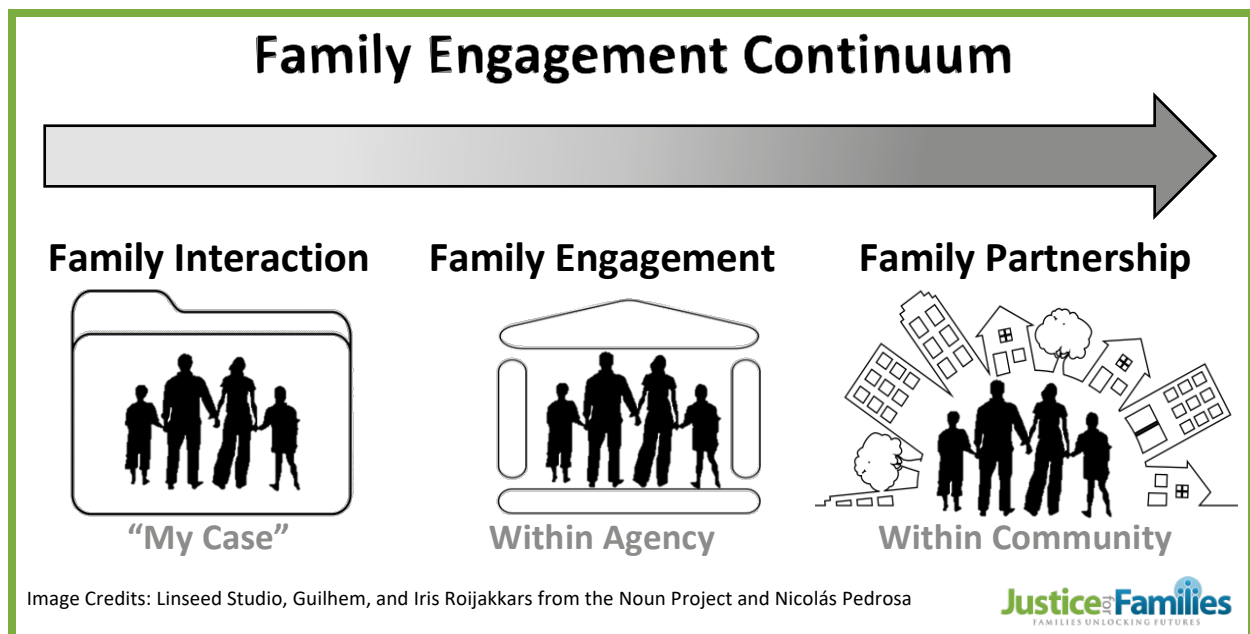 Family Engagement Continuum
Family Interaction
Family Engagement
Family Partnership
“My Case”
Within Agency
Within Community
Image Credits: Linseed Studio, Guilhem, and Iris Roijakkars from the Noun Project and Nicolás Pedrosa
Justice for Families
FAMILIES UNLOCKING FUTURES